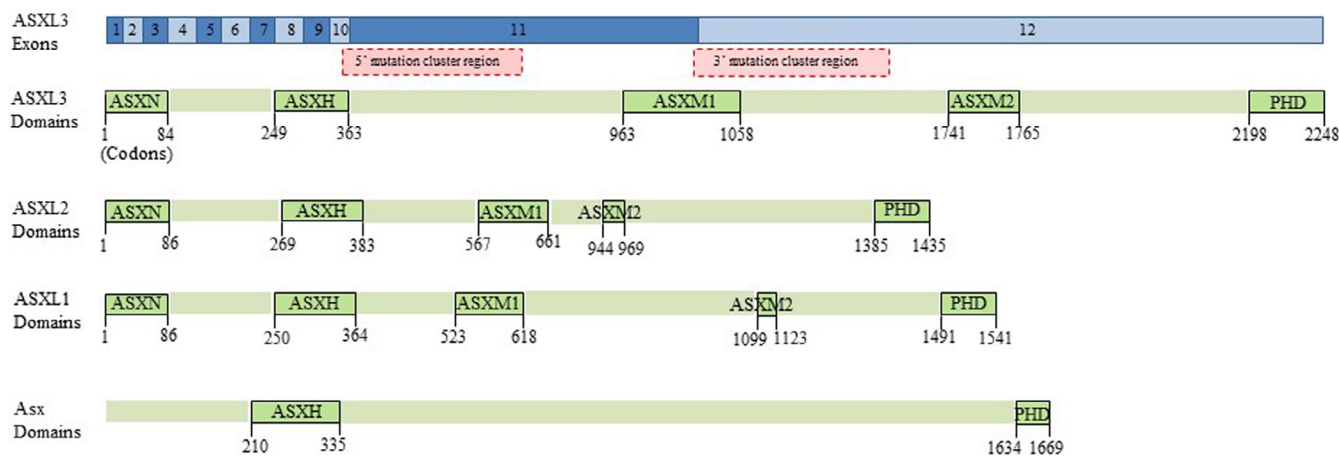 ASXL3 Exons
1 2 3 4 5 6 7 8 9 10 11 12
5’ mutation cluster region 3’ mutation cluster region
ASXL3 Domains
ASXN ASXH ASXM1 ASXM2 PHD
1 84 249 363 963 1058 1741 1765 2198 2248
(Codons)
ASXL2 Domains
ASXN ASXH ASXM1 ASXM2 PHD
1 86 269 383 567 661 944 969 1385 1435
ASXL1 Domains
ASXN ASXH ASXM1 ASXM2 PHD
1 86 250 364 523 618 1099 1123 1491 1541
Asx Domains
ASXH PHD
210 335 1634 1669